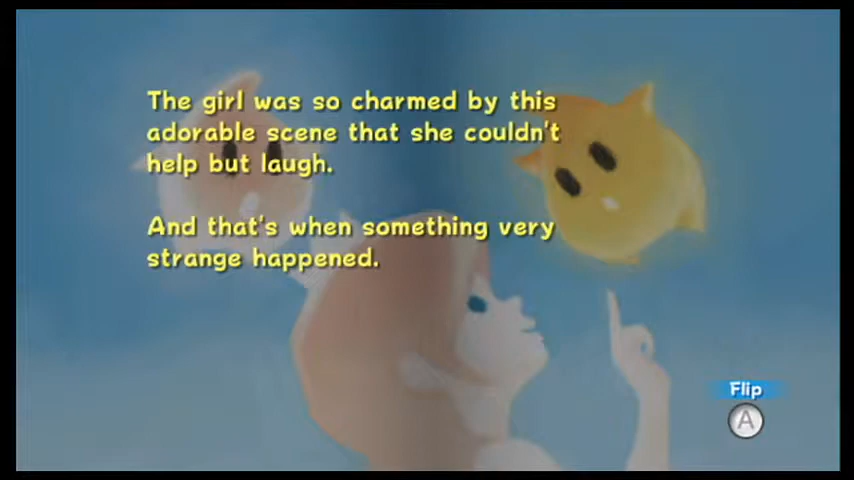 The girl was so charmed by this
adorable scene that she couldn't
help but laugh.
And that's when something very
strange happened.
Flip
A